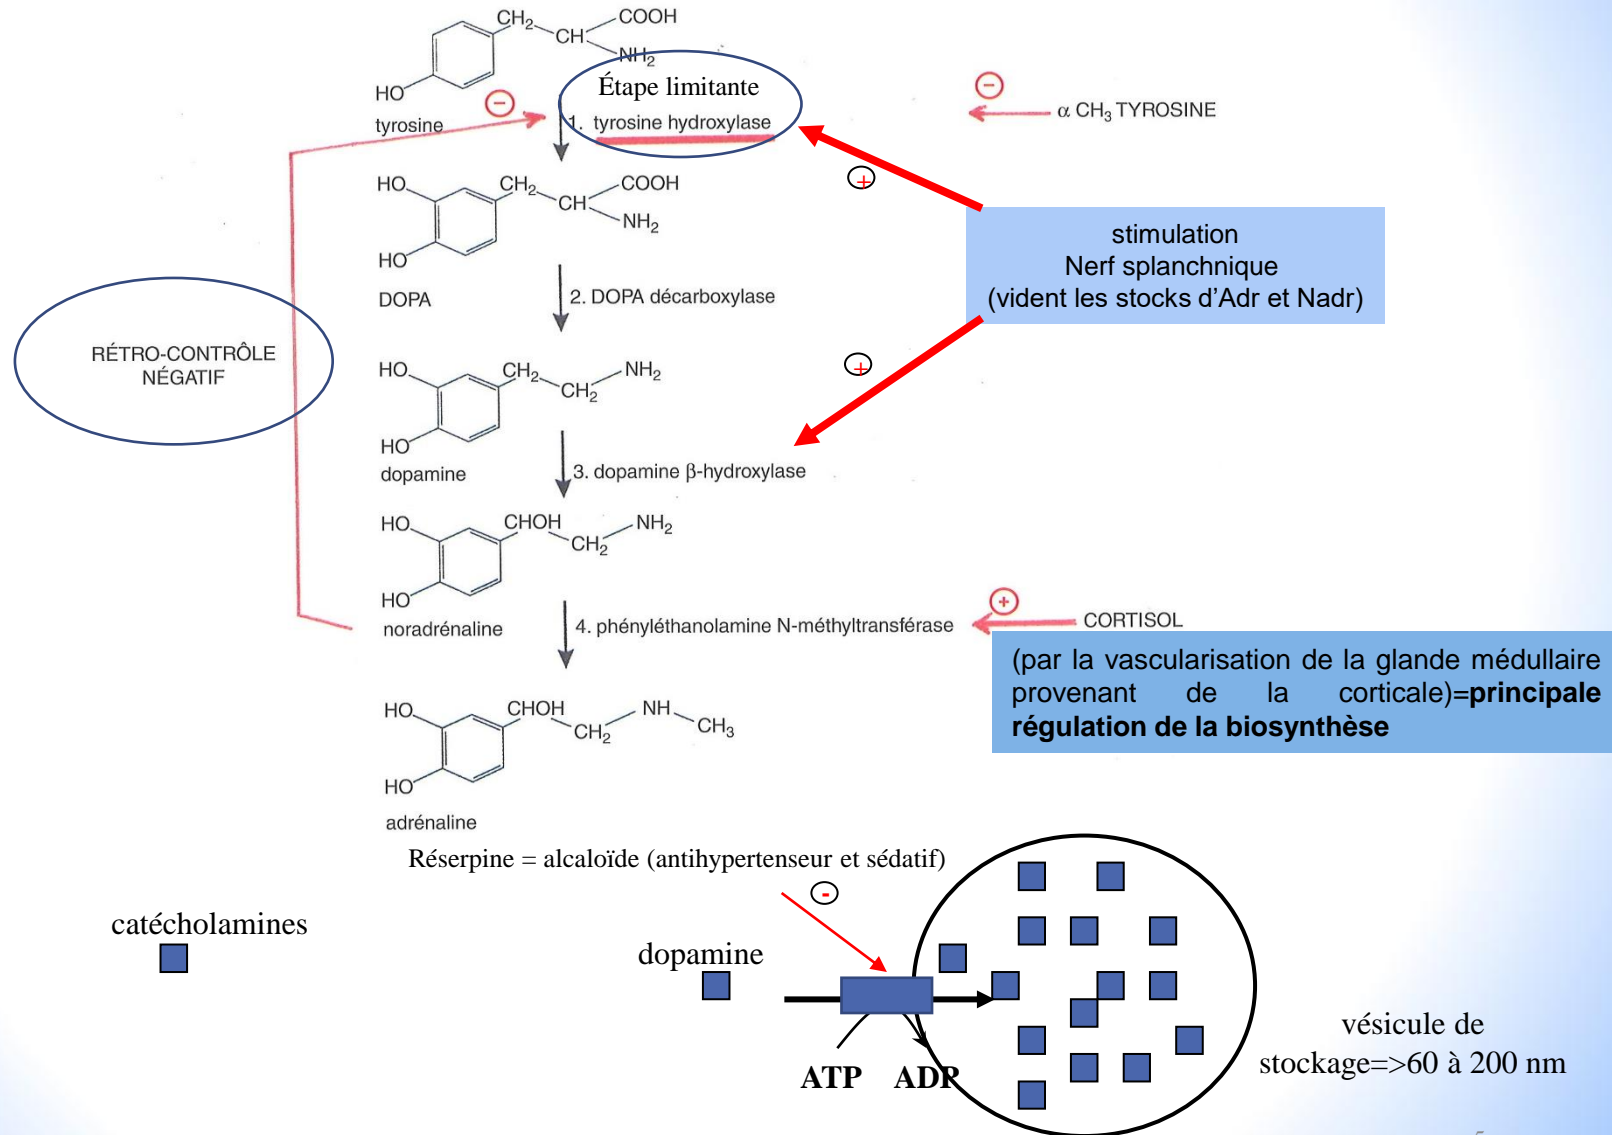 CH2
COOH
CH
NH2
HO
tyrosine
Étape limitante
1. tyrosine hydroxylase
−
−
α CH3 TYROSINE
HO
CH2
COOH
CH
NH2
HO
DOPA
+
stimulation
Nerf splanchnique
(vident les stocks d'Adr et Nadr)
2. DOPA décarboxylase
RÉTRO-CONTRÔLE
NÉGATIF
HO
CH2
NH2
CH2
HO
dopamine
+
3. dopamine β-hydroxylase
HO
CHOH
NH2
CH2
HO
noradrénaline
4. phényléthanolamine N-méthyltransférase
+
CORTISOL
(par la vascularisation de la glande médullaire
provenant de la corticale)=principale
régulation de la biosynthèse
HO
CHOH
NH
CH2
CH3
HO
adrénaline
Réserpine = alcaloïde (antihypertenseur et sédatif)
-
catécholamines
dopamine
ATP ADP
vésicule de
stockage=>60 à 200 nm